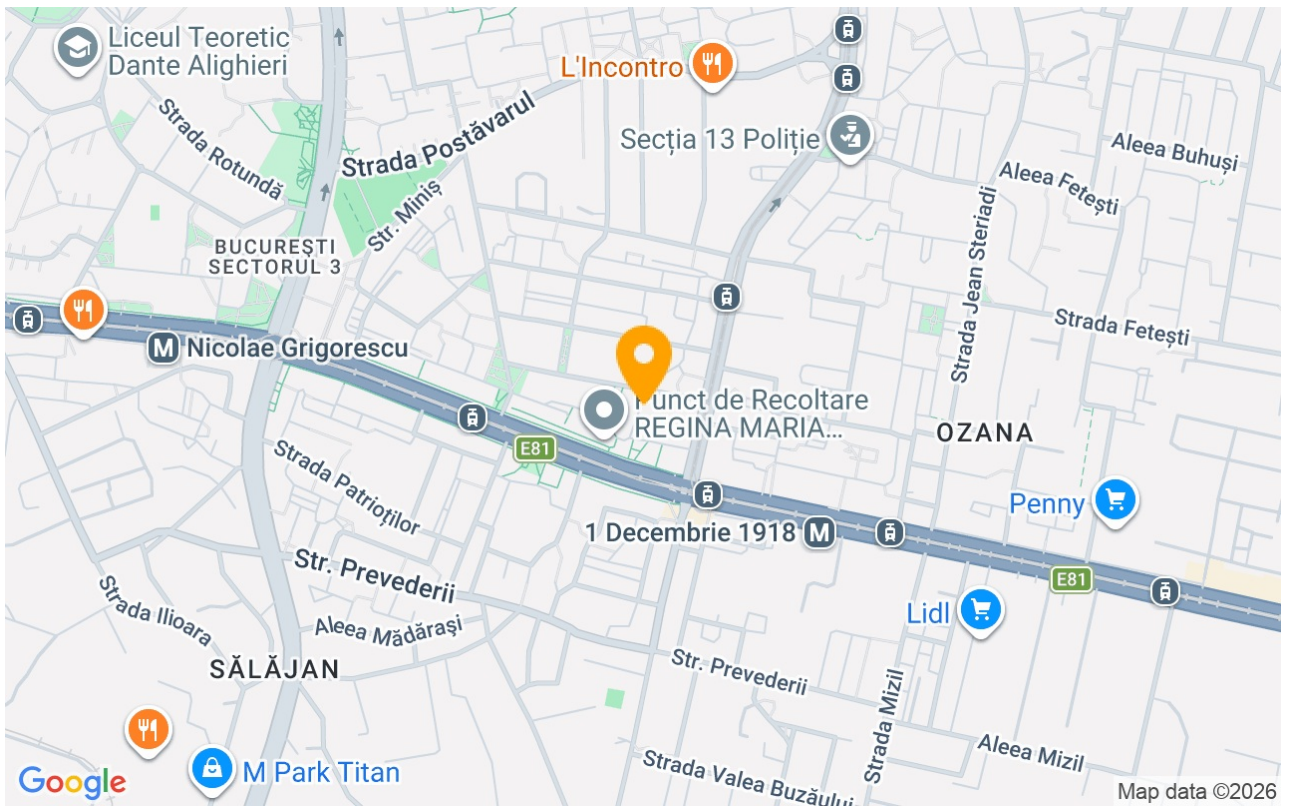 Liceul Teoretic
Dante Alighieri
L'Incontro
Strada Postăvarul
Strada Rotundă
Secția 13 Poliție
Aleea Buhuși
Aleea Fetești
Str. Miniș
BUCUREȘTI
SECTORUL 3
Strada Jean Steriadi
Strada Fetești
M Nicolae Grigorescu
Punct de Recoltare
REGINA MARIA...
OZANA
E81
Strada Patrioților
Penny
1 Decembrie 1918 M
Str. Prevederii
E81
Strada Ilioara
Lidl
Aleea Mădărași
SĂLĂJAN
Str. Prevederii
Strada Mizil
Aleea Mizil
M Park Titan
Strada Valea Buzăului
Google
Map data ©2026